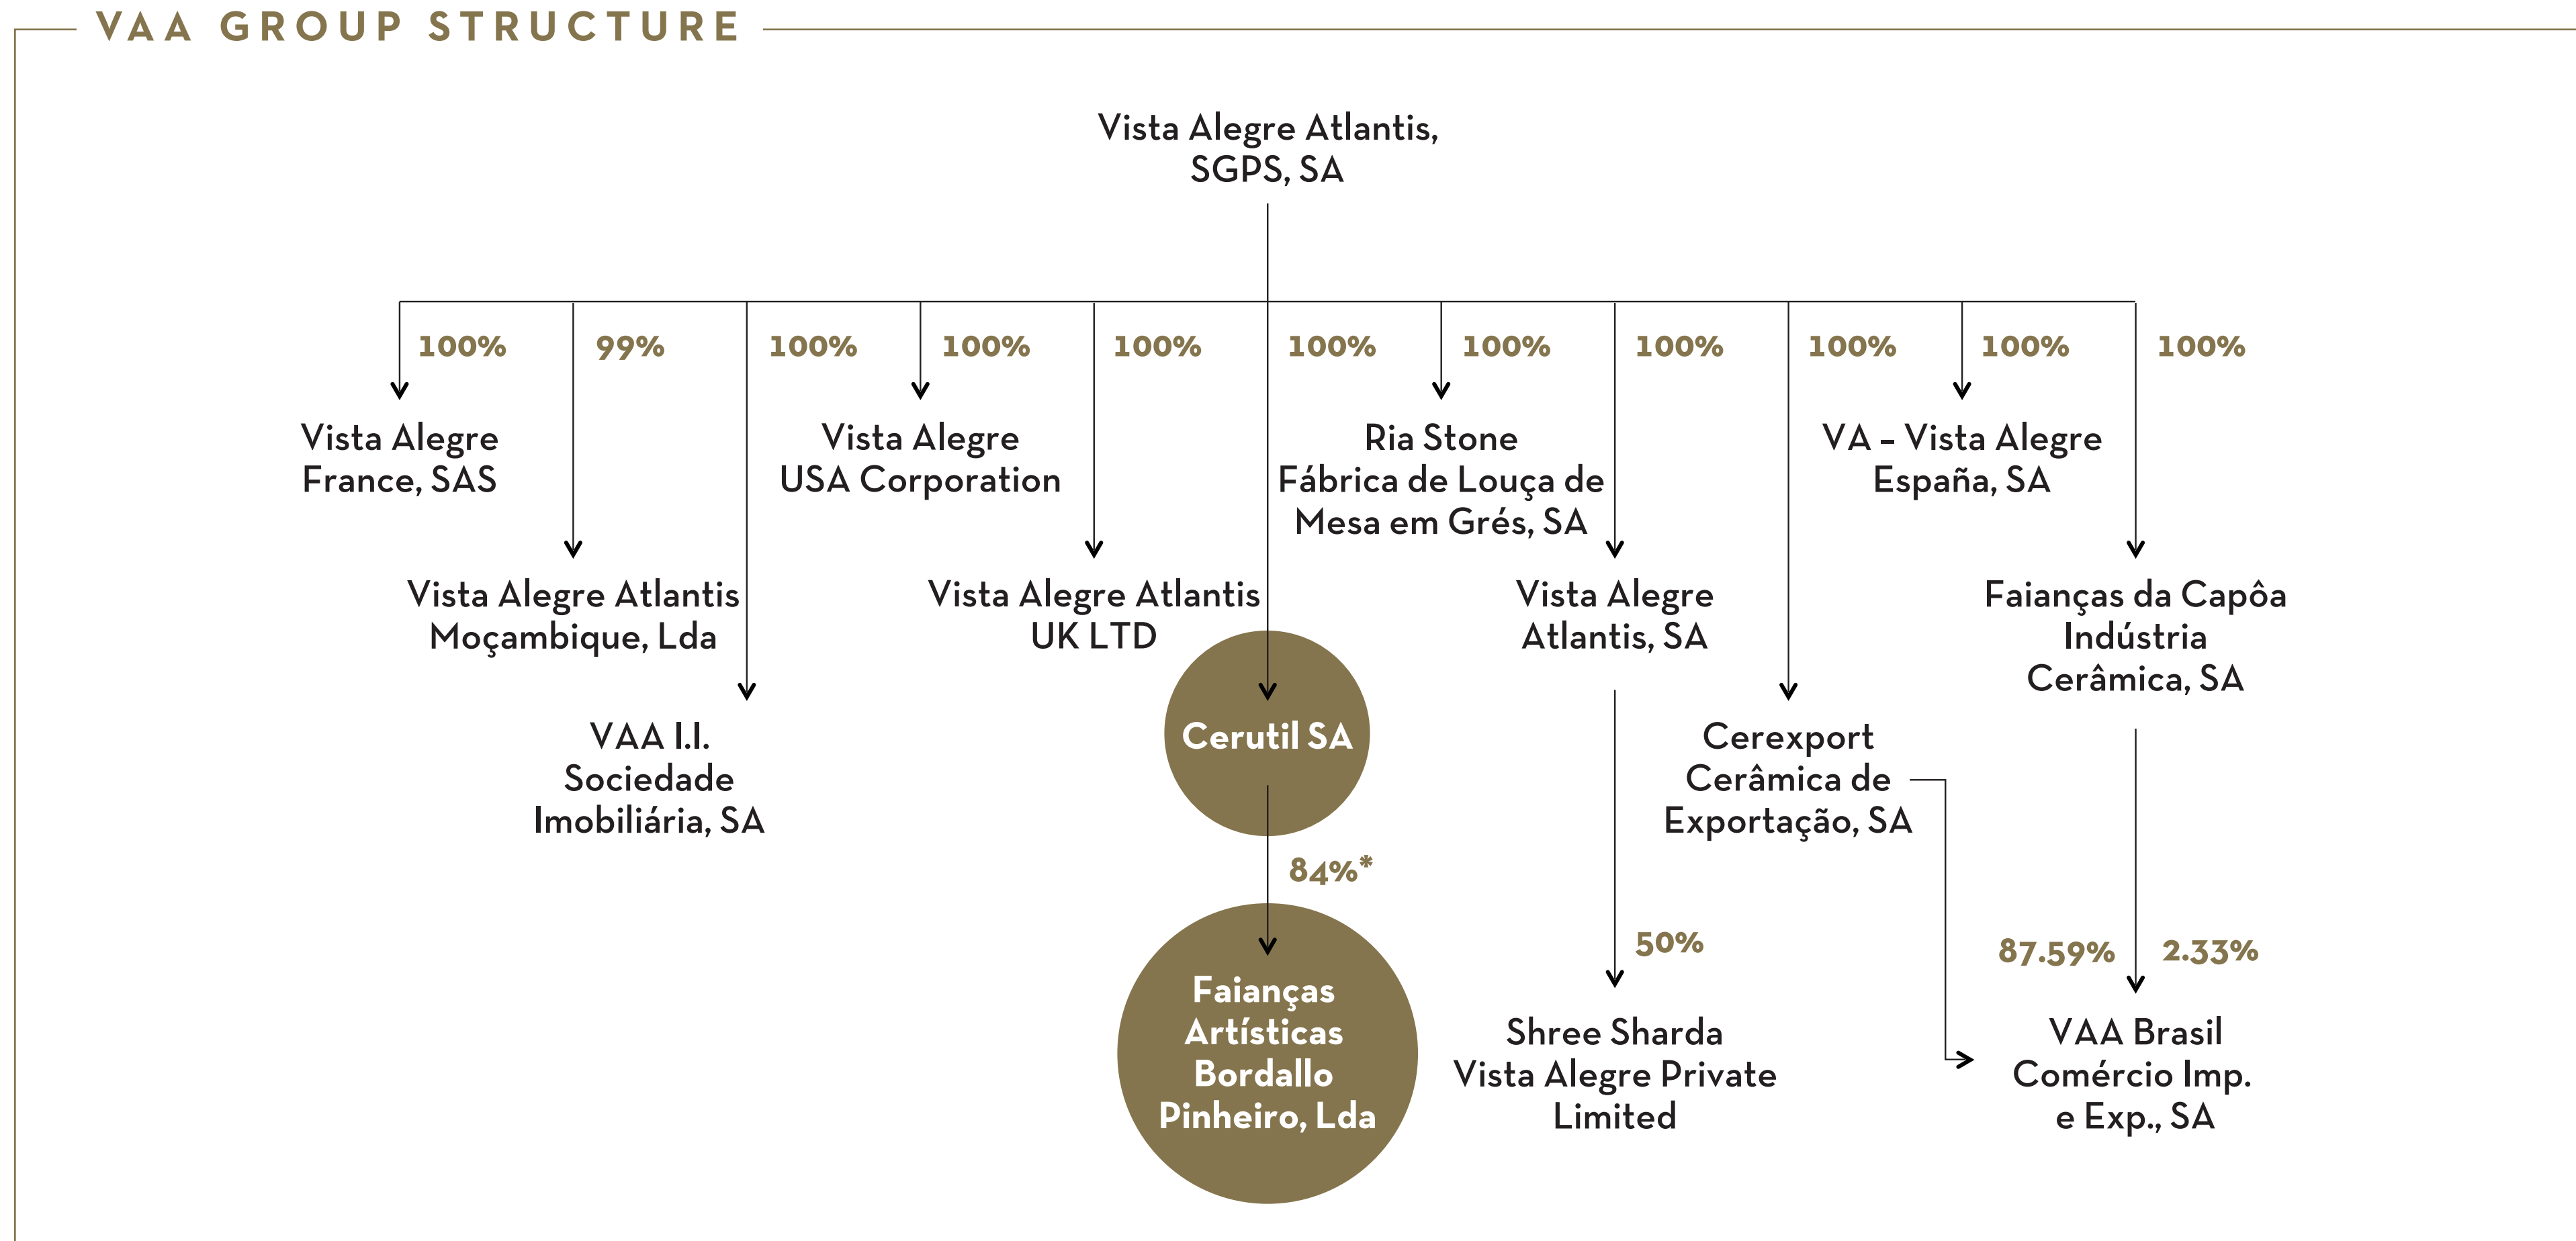 VAA GROUP STRUCTURE
Vista Alegre Atlantis,
SGPS, SA
100%
99%
100%
100%
100%
100%
100%
100%
100%
100%
100%
Vista Alegre
France, SAS
Vista Alegre
USA Corporation
Ria Stone
Fábrica de Louça de
Mesa em Grés, SA
VA – Vista Alegre
España, SA
Vista Alegre Atlantis
Moçambique, Lda
Vista Alegre Atlantis
UK LTD
Vista Alegre
Atlantis, SA
Faianças da Capôa
Indústria
Cerâmica, SA
VAA I.I.
Sociedade
Imobiliária, SA
Cerutil SA
Cerexport
Cerâmica de
Exportação, SA
84%*
50%
87.59%
2.33%
Faianças
Artísticas
Bordallo
Pinheiro, Lda
Shree Sharda
Vista Alegre Private
Limited
VAA Brasil
Comércio Imp.
e Exp., SA